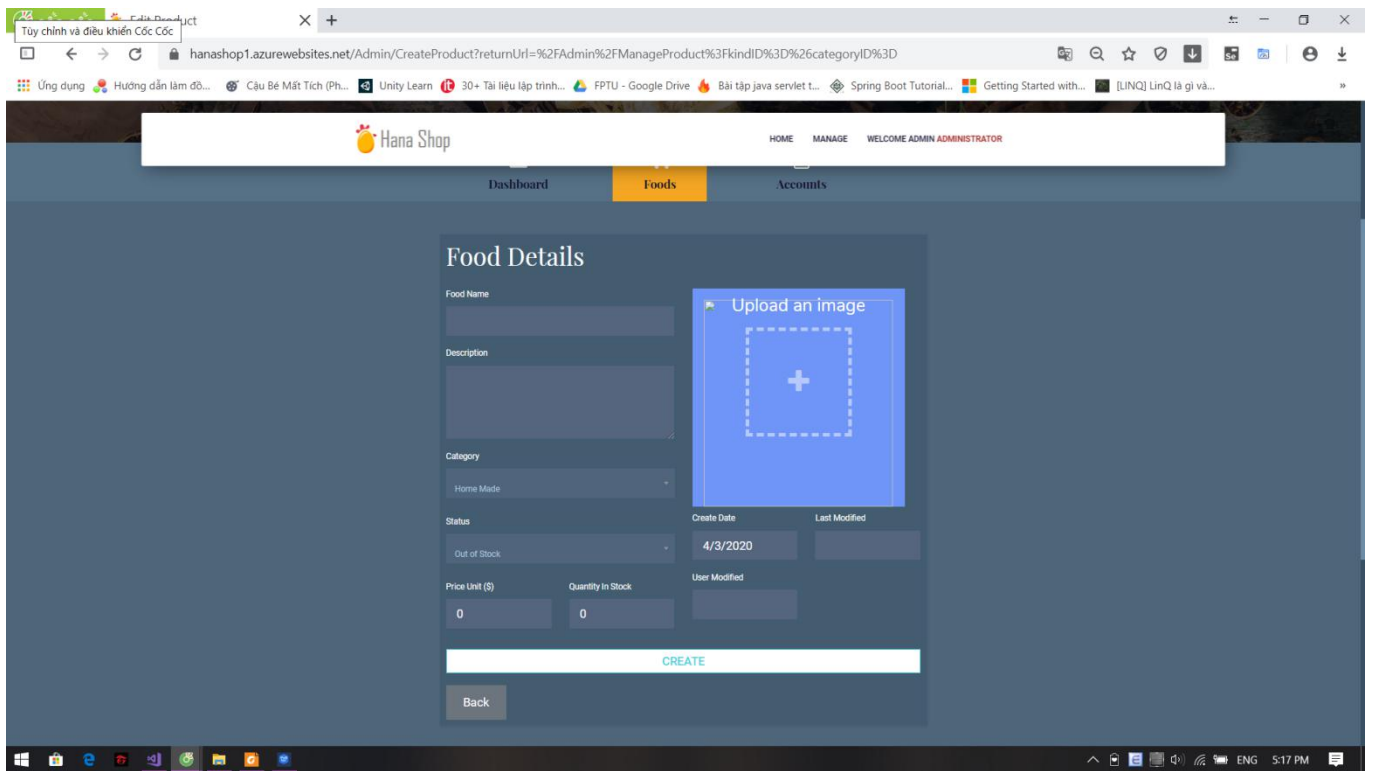 Edit Product
Tùy chỉnh và điều khiển Cốc Cốc
hanashop1.azurewebsites.net/Admin/CreateProduct?returnUrl=%2FAdmin%2FManageProduct%3FkindID%3D%26categoryID%3D
Ứng dụng Hướng dẫn làm đồ... Cậu Bé Mất Tích (Ph... Unity Learn 30+ Tài liệu lập trình... FPTU - Google Drive Bài tập java servlet t... Spring Boot Tutorial... Getting Started with... [LINQ] LinQ là gì và... »
Hana Shop HOME MANAGE WELCOME ADMIN ADMINISTRATOR
Dashboard Foods Accounts
Food Details
Food Name
Upload an image
Description
Category
Home Made
Status
Out of Stock
Create Date Last Modified
4/3/2020
Price Unit ($) Quantity In Stock
User Modified
0 0
CREATE
Back
ENG 5:17 PM